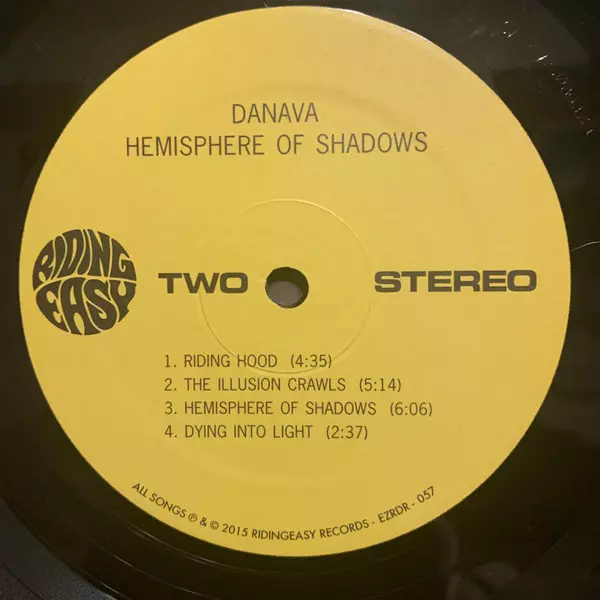 DANAVA
HEMISPHERE OF SHADOWS
RIDING
EASY
TWO
STEREO
1. RIDING HOOD (4:35)
2. THE ILLUSION CRAWLS (5:14)
3. HEMISPHERE OF SHADOWS (6:06)
4. DYING INTO LIGHT (2:37)
ALL SONGS ℗ & © 2015 RIDINGEASY RECORDS - EZRDR - 057